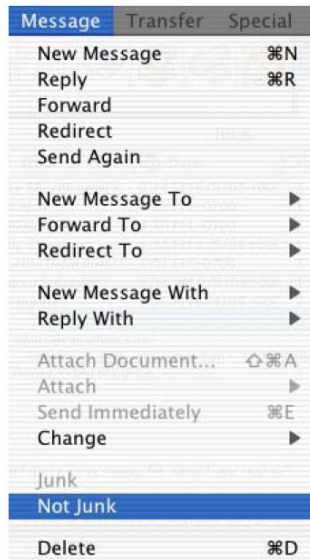 Message Transfer Special
New Message ⌘N
Reply ⌘R
Forward
Redirect
Send Again
New Message To ▶
Forward To ▶
Redirect To ▶
New Message With ▶
Reply With ▶
Attach Document... ⇧⌘A
Attach ▶
Send Immediately ⌘E
Change ▶
Junk
Not Junk
Delete ⌘D